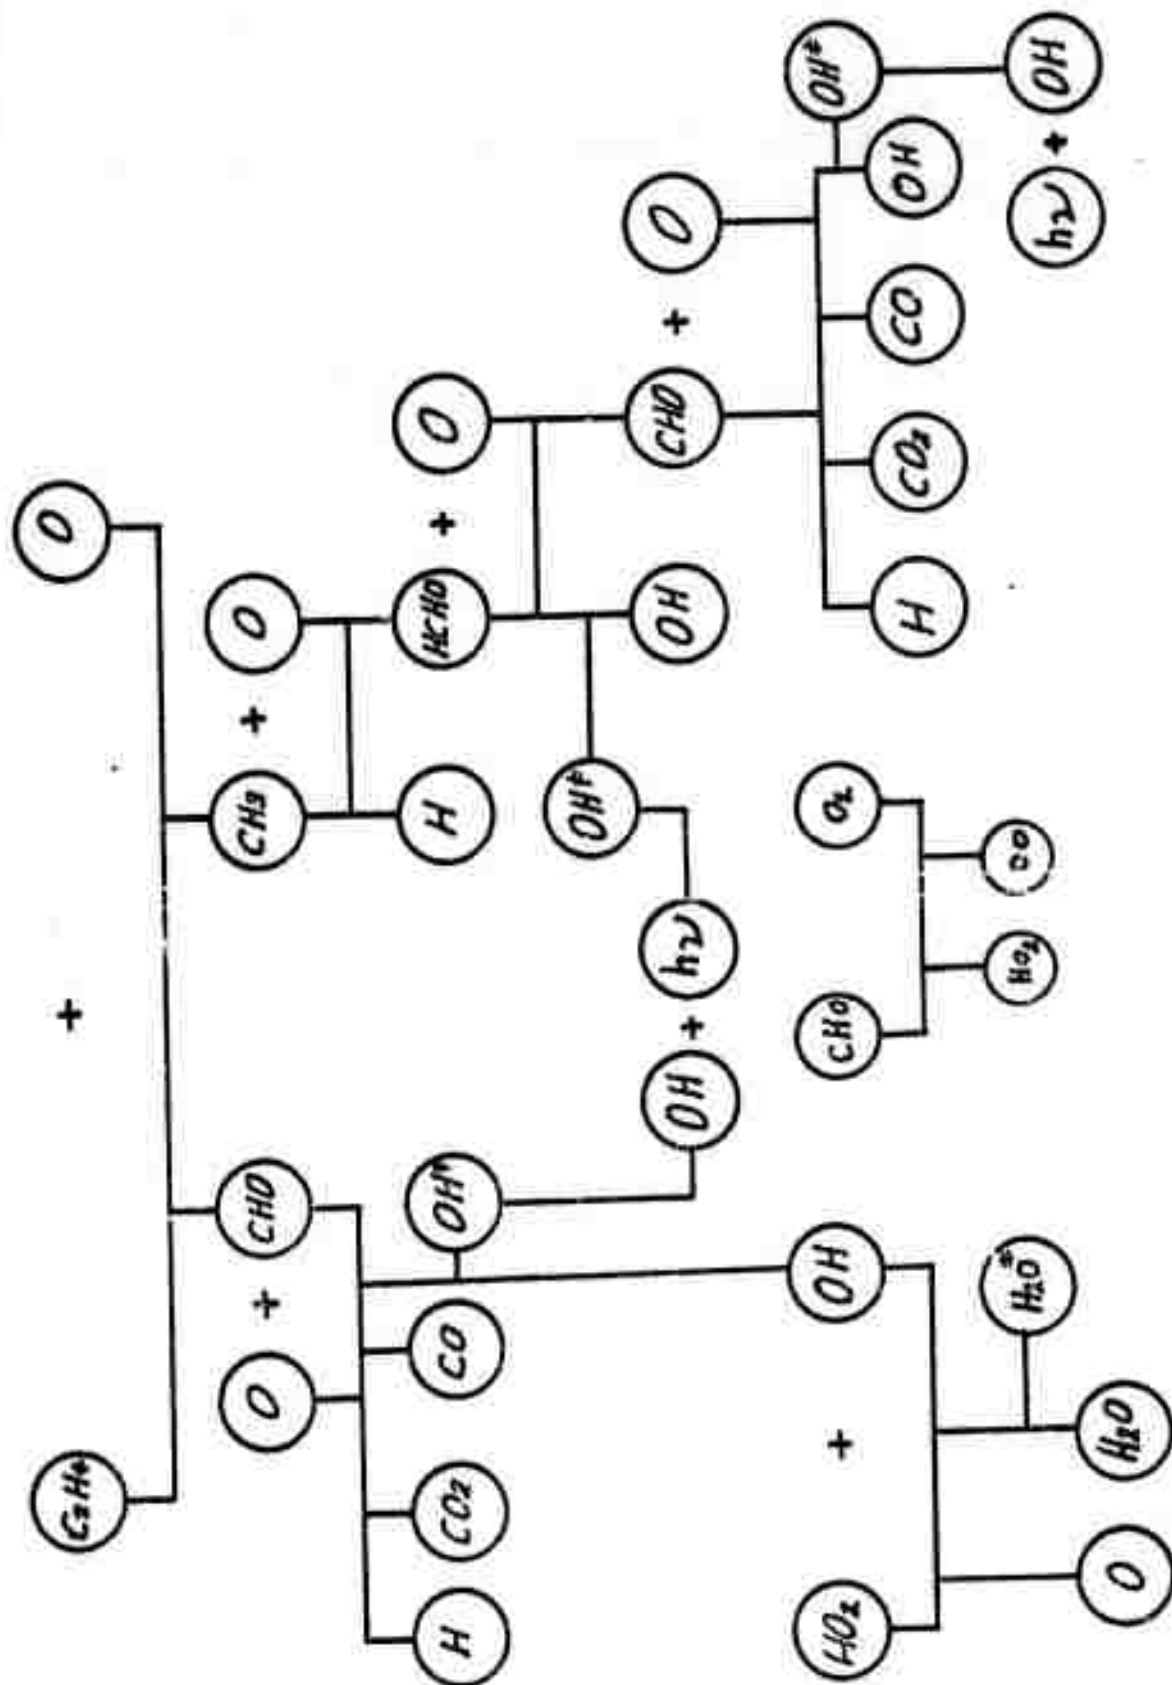 C₂H₄ + O
O + CHO CH₃ + O
H CO₂ CO OH‡ H HCHO + O
OH‡
OH + hν OH CHO + O
HO₂ + OH CHO O₂ OH‡
H CO₂ CO OH
H₂O‡ HO₂ CO hν + OH
O H₂O